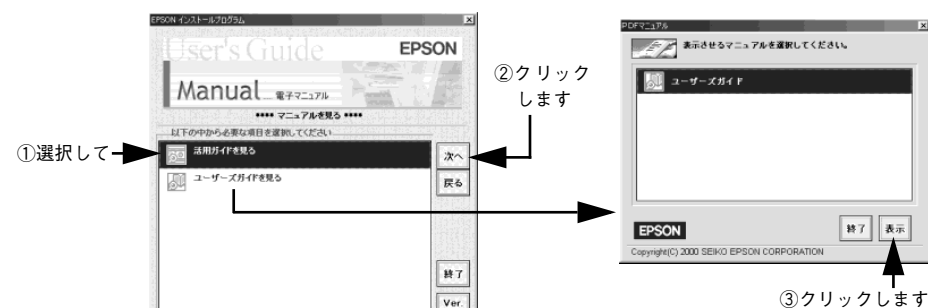 EPSON インストールプログラム
User's Guide
EPSON
Manual 電子マニュアル
•••• マニュアルを見る ••••
以下の中から必要な項目を選択してください
①選択して
活用ガイドを見る
ユーザーズガイドを見る
②クリック
します
次へ
戻る
終了
Ver.
PDFマニュアル
表示させるマニュアルを選択してください。
ユーザーズガイド
EPSON
終了
表示
Copyright(C) 2000 SEIKO EPSON CORPORATION
③クリックします